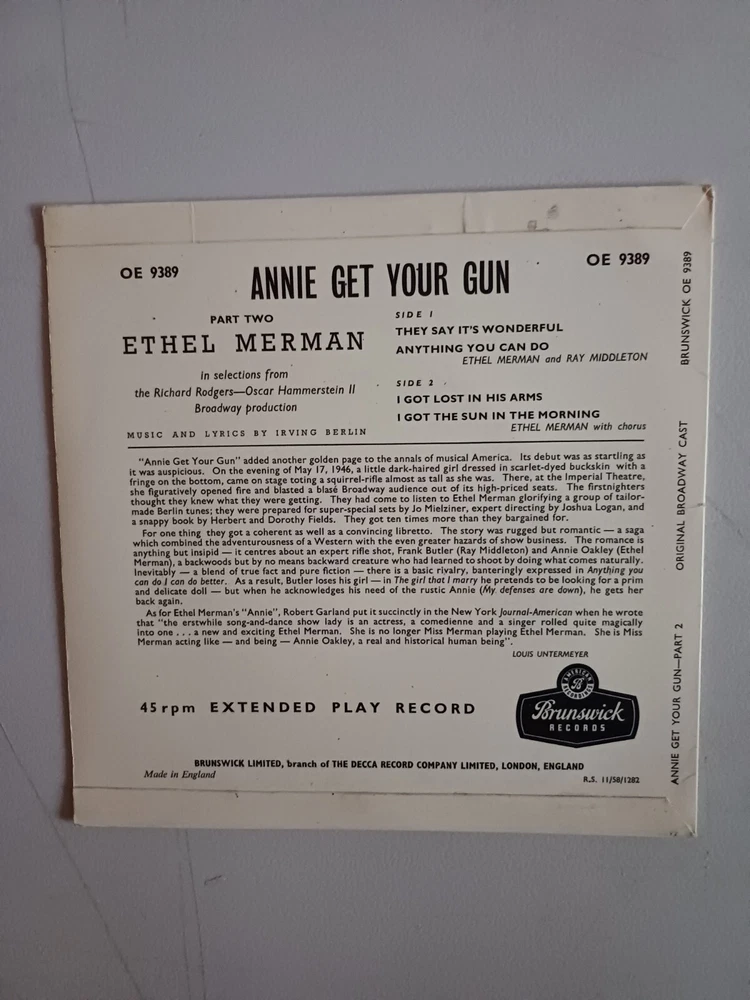 OE 9389
OE 9389
ANNIE GET YOUR GUN
PART TWO
ETHEL MERMAN
in selections from
the Richard Rodgers—Oscar Hammerstein II
Broadway production
MUSIC AND LYRICS BY IRVING BERLIN
SIDE 1
THEY SAY IT'S WONDERFUL
ANYTHING YOU CAN DO
ETHEL MERMAN and RAY MIDDLETON
SIDE 2
I GOT LOST IN HIS ARMS
I GOT THE SUN IN THE MORNING
ETHEL MERMAN with chorus
"Annie Get Your Gun" added another golden page to the annals of musical America. Its debut was as startling as
it was auspicious. On the evening of May 17, 1946, a little dark-haired girl dressed in scarlet-dyed buckskin with a
fringe on the bottom, came on stage toting a squirrel-rifle almost as tall as she was. There, at the Imperial Theatre,
she figuratively opened fire and blasted a blasé Broadway audience out of its high-priced seats. The firstnighters
thought they knew what they were getting. They had come to listen to Ethel Merman glorifying a group of tailor-
made Berlin tunes; they were prepared for super-special sets by Jo Mielziner, expert directing by Joshua Logan, and
a snappy book by Herbert and Dorothy Fields. They got ten times more than they bargained for.
For one thing they got a coherent as well as a convincing libretto. The story was rugged but romantic — a saga
which combined the adventurousness of a Western with the even greater hazards of show business. The romance is
anything but insipid — it centres about an expert rifle shot, Frank Butler (Ray Middleton) and Annie Oakley (Ethel
Merman), a backwoods but by no means backward creature who had learned to shoot by doing what comes naturally.
Inevitably — a blend of true fact and pure fiction — there is a basic rivalry, banteringly expressed in Anything you
can do I can do better. As a result, Butler loses his girl — in The girl that I marry he pretends to be looking for a prim
and delicate doll — but when he acknowledges his need of the rustic Annie (My defenses are down), he gets her
back again.
As for Ethel Merman's "Annie", Robert Garland put it succinctly in the New York Journal-American when he wrote
that "the erstwhile song-and-dance show lady is an actress, a comedienne and a singer rolled quite magically
into one . . . a new and exciting Ethel Merman. She is no longer Miss Merman playing Ethel Merman. She is Miss
Merman acting like — and being — Annie Oakley, a real and historical human being".
LOUIS UNTERMEYER
45 rpm EXTENDED PLAY RECORD
AMERICAN
B
RECORDINGS
Brunswick
RECORDS
BRUNSWICK LIMITED, branch of THE DECCA RECORD COMPANY LIMITED, LONDON, ENGLAND
Made in England
R.S. 11/58/1282
ANNIE GET YOUR GUN—PART 2 ORIGINAL BROADWAY CAST BRUNSWICK OE 9389